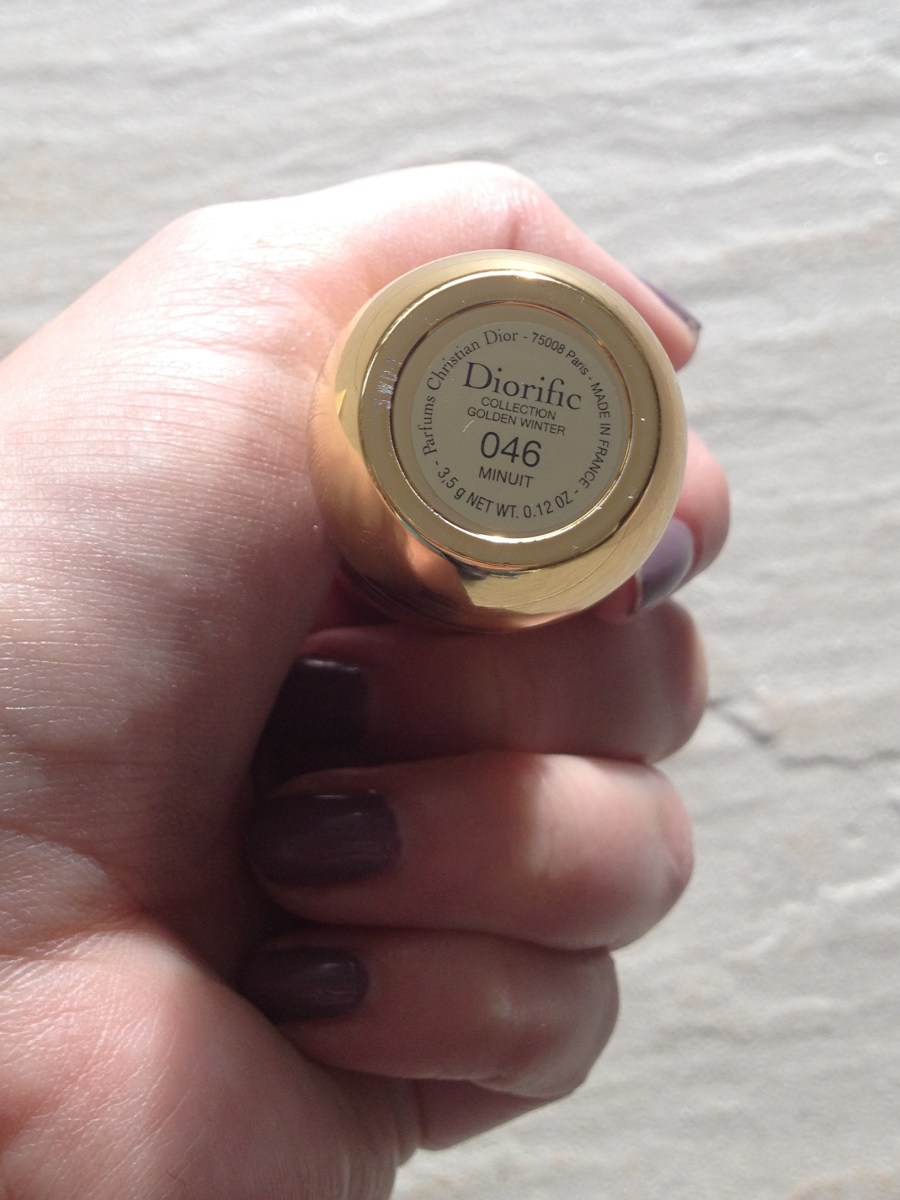 Parfums Christian Dior - 75008 Paris - MADE IN FRANCE - 3,5 g NET WT. 0.12 OZ -
Diorific
COLLECTION
GOLDEN WINTER
046
MINUIT